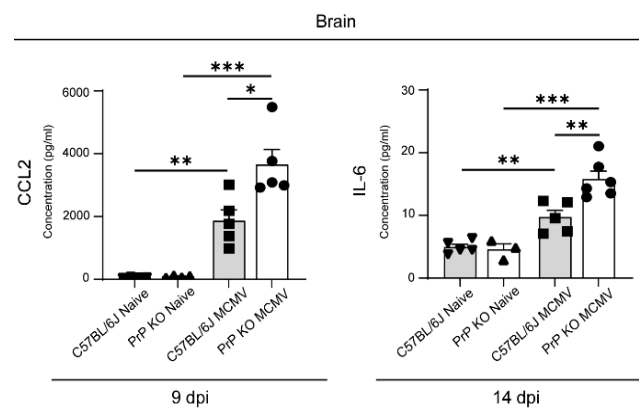 Brain
CCL2
Concentration (pg/ml)
6000
4000
2000
0
***
*
**
C57BL/6J Naive
PrP KO Naive
C57BL/6J MCMV
PrP KO MCMV
9 dpi
IL-6
Concentration (pg/ml)
30
20
10
0
***
**
**
C57BL/6J Naive
PrP KO Naive
C57BL/6J MCMV
PrP KO MCMV
14 dpi